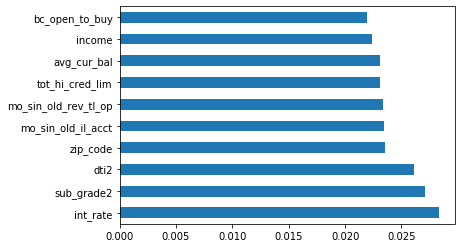 bc_open_to_buy
income
avg_cur_bal
tot_hi_cred_lim
mo_sin_old_rev_tl_op
mo_sin_old_il_acct
zip_code
dti2
sub_grade2
int_rate
0.000 0.005 0.010 0.015 0.020 0.025